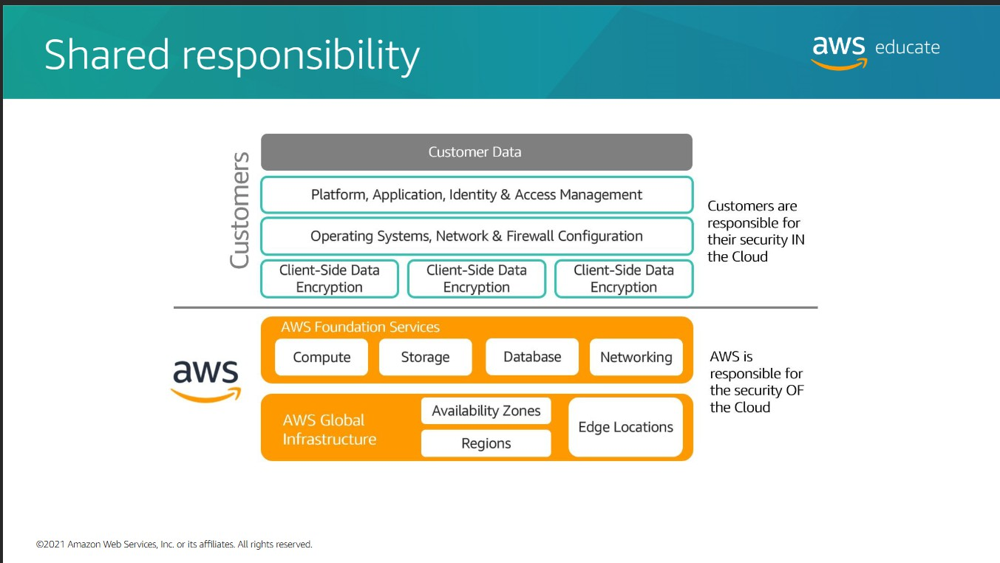 Shared responsibility
aws educate
Customers
Customer Data
Platform, Application, Identity & Access Management
Operating Systems, Network & Firewall Configuration
Client-Side Data
Encryption
Client-Side Data
Encryption
Client-Side Data
Encryption
Customers are
responsible for
their security IN
the Cloud
aws
AWS Foundation Services
Compute
Storage
Database
Networking
AWS Global
Infrastructure
Availability Zones
Regions
Edge Locations
AWS is
responsible for
the security OF
the Cloud
©2021 Amazon Web Services, Inc. or its affiliates. All rights reserved.